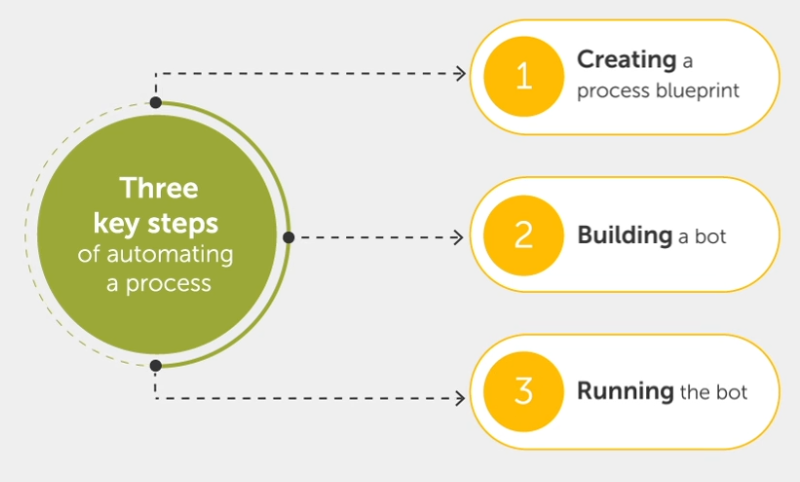 Three
key steps
of automating
a process
1
Creating a
process blueprint
2
Building a bot
3
Running the bot